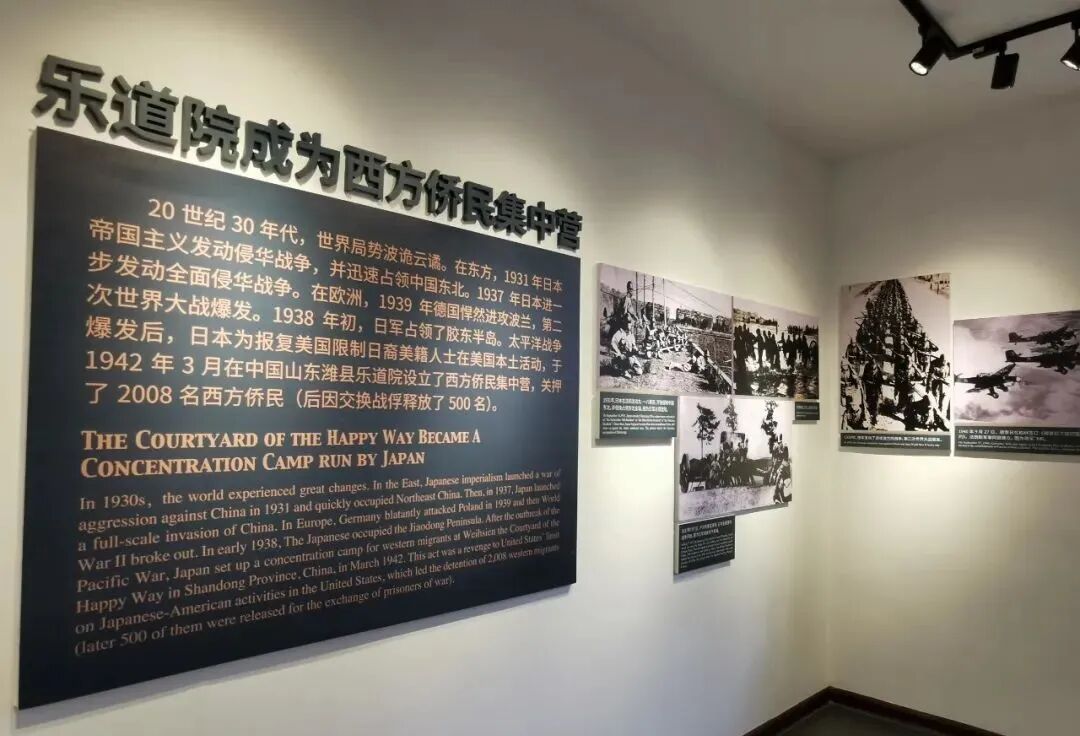 乐道院成为西方侨民集中营
20 世纪 30 年代，世界局势波诡云谲。在东方，1931 年日本
帝国主义发动侵华战争，并迅速占领中国东北。1937 年日本进一
步发动全面侵华战争。在欧洲，1939 年德国悍然进攻波兰，第二
次世界大战爆发。1938 年初，日军占领了胶东半岛。太平洋战争
爆发后，日本为报复美国限制日裔美籍人士在美国本土活动，于
1942 年 3 月在中国山东潍县乐道院设立了西方侨民集中营，关押
了 2008 名西方侨民（后因交换战俘释放了 500 名）。
THE COURTYARD OF THE HAPPY WAY BECAME A
CONCENTRATION CAMP RUN BY JAPAN
In 1930s, the world experienced great changes. In the East, Japanese imperialism launched a war of
aggression against China in 1931 and quickly occupied Northeast China. Then, in 1937, Japan launched
a full-scale invasion of China. In Europe, Germany blatantly attacked Poland in 1939 and then World
War II broke out. In early 1938, The Japanese occupied the Jiaodong Peninsula. After the outbreak of the
Pacific War, Japan set up a concentration camp for western migrants at Weihsien the Courtyard of the
Happy Way in Shandong Province, China, in March 1942. This act was a revenge to United States' limit
on Japanese-American activities in the United States, which led the detention of 2,008 western migrants
(later 500 of them were released for the exchange of prisoners of war).